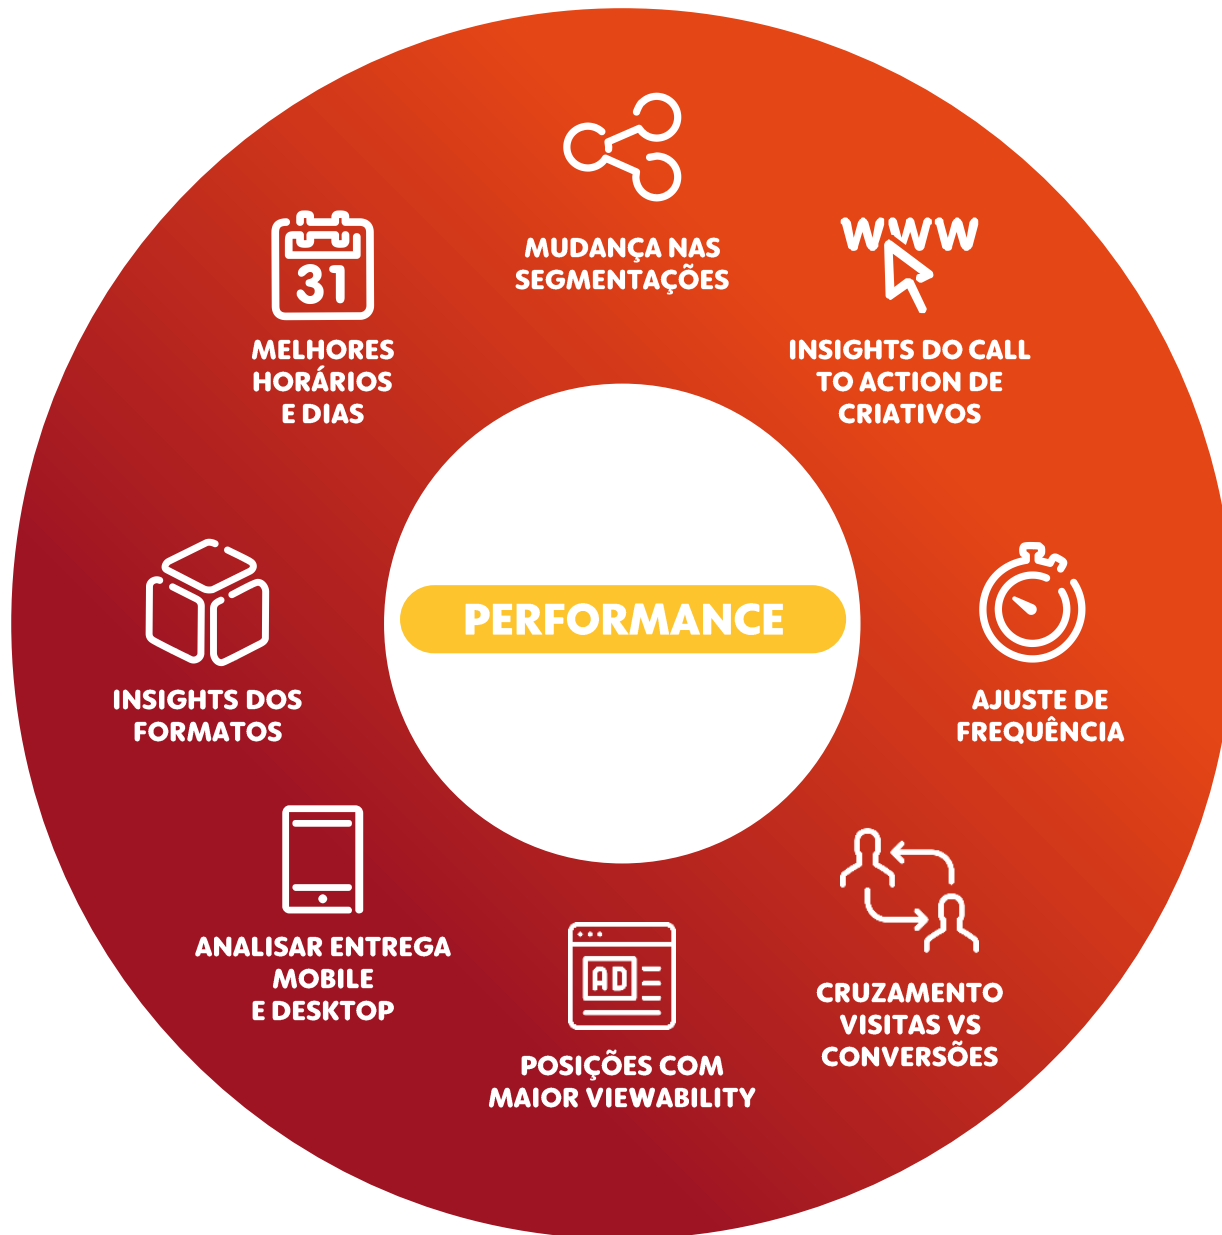 MUDANÇA NAS
SEGMENTAÇÕES
WWW
INSIGHTS DO CALL
TO ACTION DE
CRIATIVOS
31
MELHORES
HORÁRIOS
E DIAS
PERFORMANCE
AJUSTE DE
FREQUÊNCIA
INSIGHTS DOS
FORMATOS
ANALISAR ENTREGA
MOBILE
E DESKTOP
AD
POSIÇÕES COM
MAIOR VIEWABILITY
CRUZAMENTO
VISITAS VS
CONVERSÕES